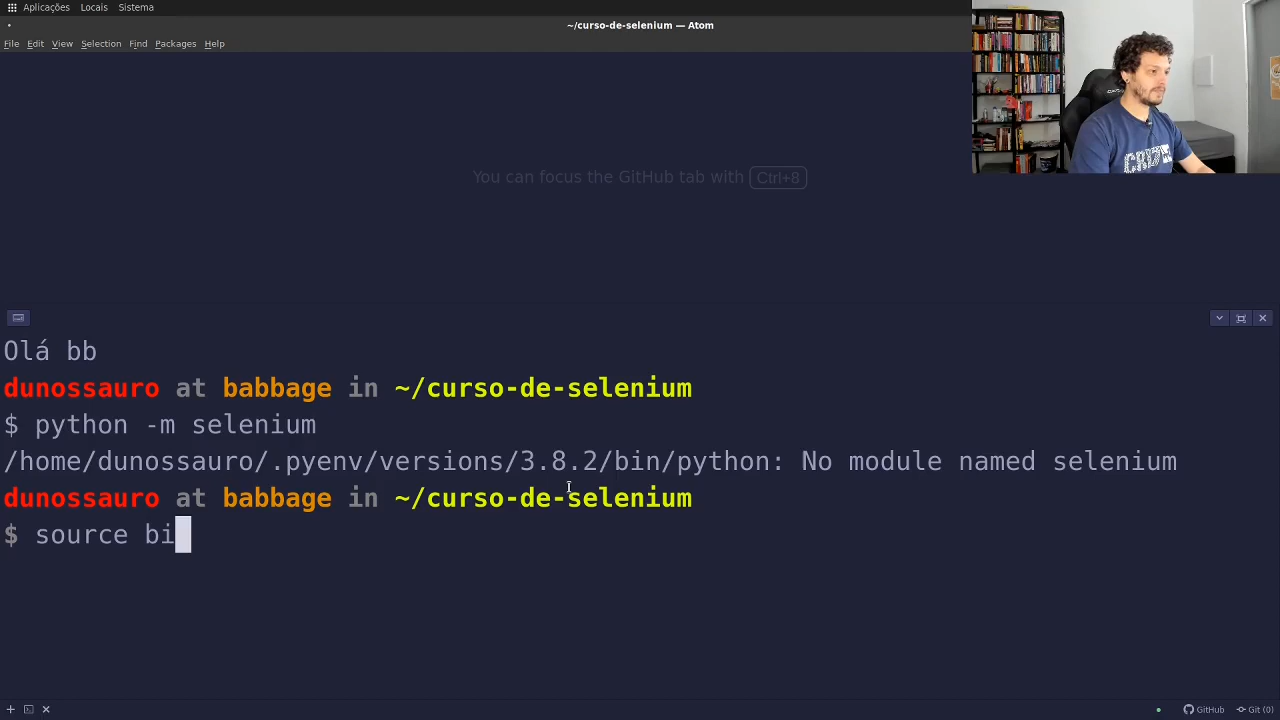 Aplicações Locais Sistema
~/curso-de-selenium — Atom
File Edit View Selection Find Packages Help
You can focus the GitHub tab with Ctrl+8
Olá bb
dunossauro at babbage in ~/curso-de-selenium
$ python -m selenium
/home/dunossauro/.pyenv/versions/3.8.2/bin/python: No module named selenium
dunossauro at babbage in ~/curso-de-selenium
$ source bi
GitHub Git (0)